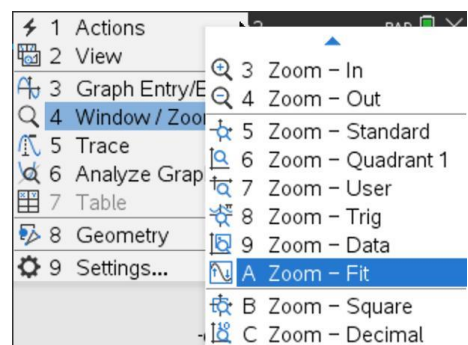 1 Actions
2 View
3 Graph Entry/E
4 Window / Zoo
5 Trace
6 Analyze Grap
7 Table
8 Geometry
9 Settings...
RAD
3 Zoom – In
4 Zoom – Out
5 Zoom – Standard
6 Zoom – Quadrant 1
7 Zoom – User
8 Zoom – Trig
9 Zoom – Data
A Zoom – Fit
B Zoom – Square
C Zoom – Decimal